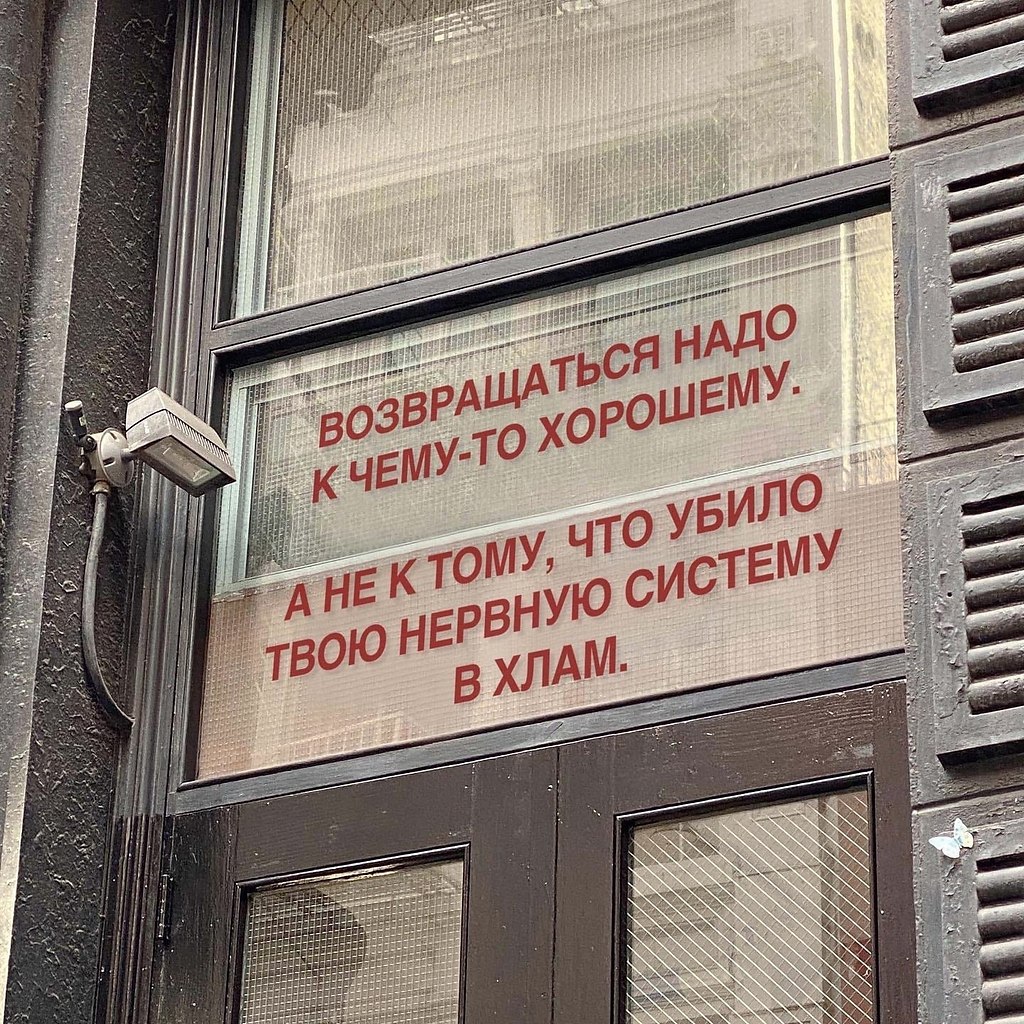 ВОЗВРАЩАТЬСЯ НАДО
К ЧЕМУ-ТО ХОРОШЕМУ.
А НЕ К ТОМУ, ЧТО УБИЛО
ТВОЮ НЕРВНУЮ СИСТЕМУ
В ХЛАМ.